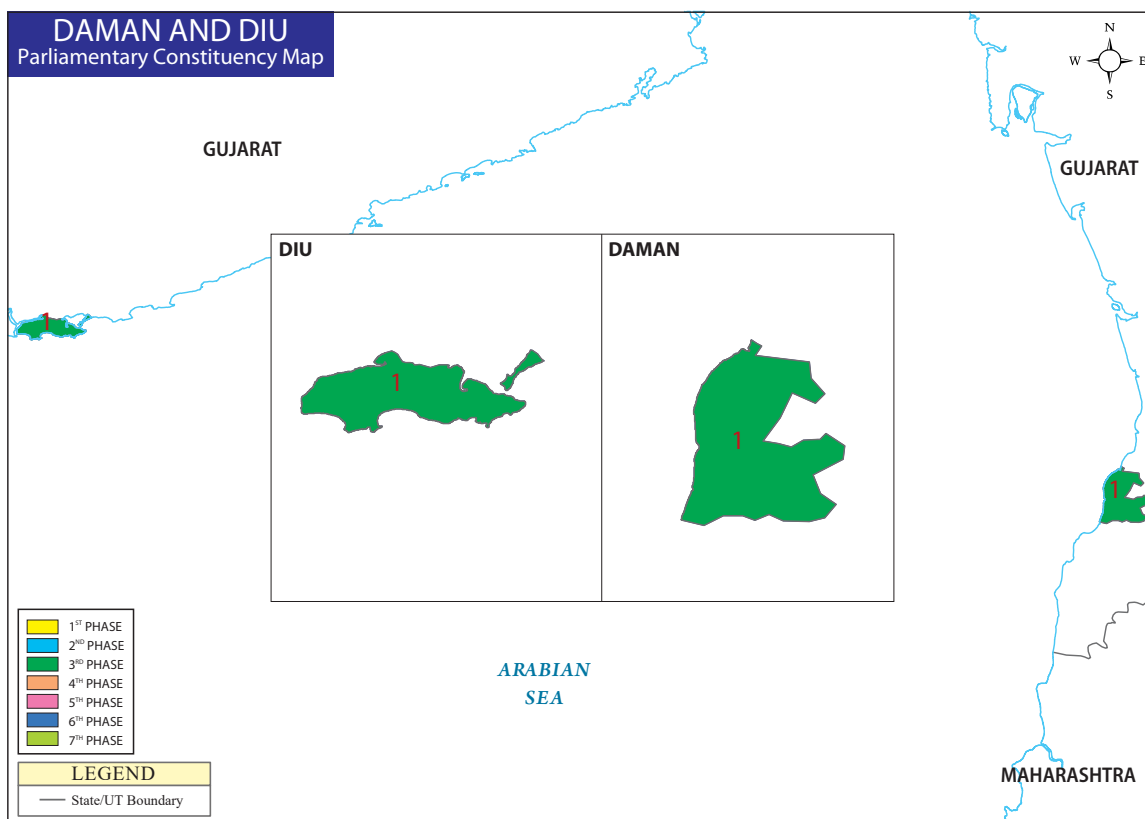 DAMAN AND DIU
Parliamentary Constituency Map
N
W E
S
GUJARAT
GUJARAT
DIU
DAMAN
1
1
1
1
1ST PHASE
2ND PHASE
3RD PHASE
4TH PHASE
5TH PHASE
6TH PHASE
7TH PHASE
ARABIAN
SEA
LEGEND
State/UT Boundary
MAHARASHTRA